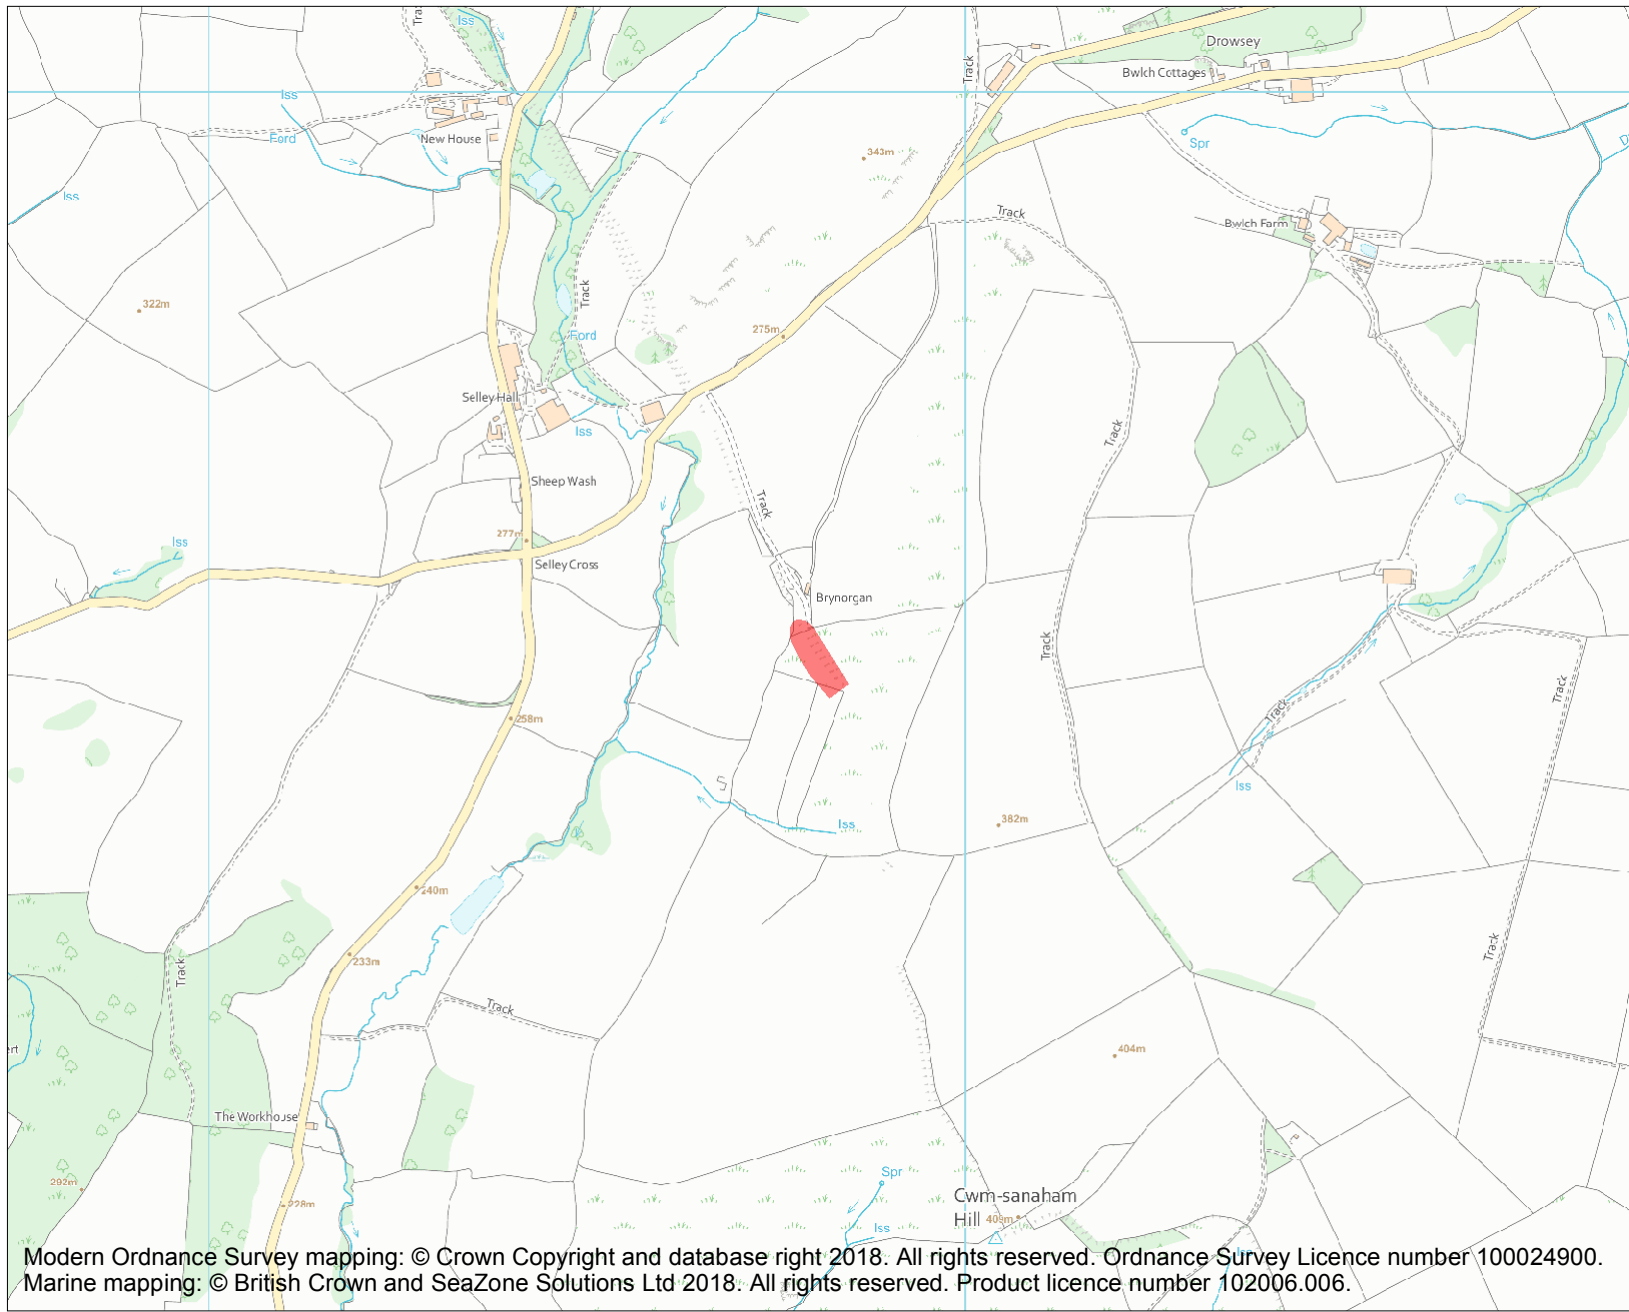 Iss
Track
Drowsey
Bwlch Cottages
Track
Iss
Ford
New House
343m
Spr
Iss
Track
Bwlch Farm
Track
322m
275m
Ford
Selley Hall
Iss
Track
Sheep Wash
Track
277m
Iss
Selley Cross
Brynorgan
Track
Track
258m
Track
Iss
Iss
382m
240m
233m
Track
Track
Track
404m
The Workhouse
Spr
292m
Cwm-sanaham
Hill 409m
228m
Iss
Iss
Modern Ordnance Survey mapping: © Crown Copyright and database right 2018. All rights reserved. Ordnance Survey Licence number 100024900.
Marine mapping: © British Crown and SeaZone Solutions Ltd 2018. All rights reserved. Product licence number 102006.006.